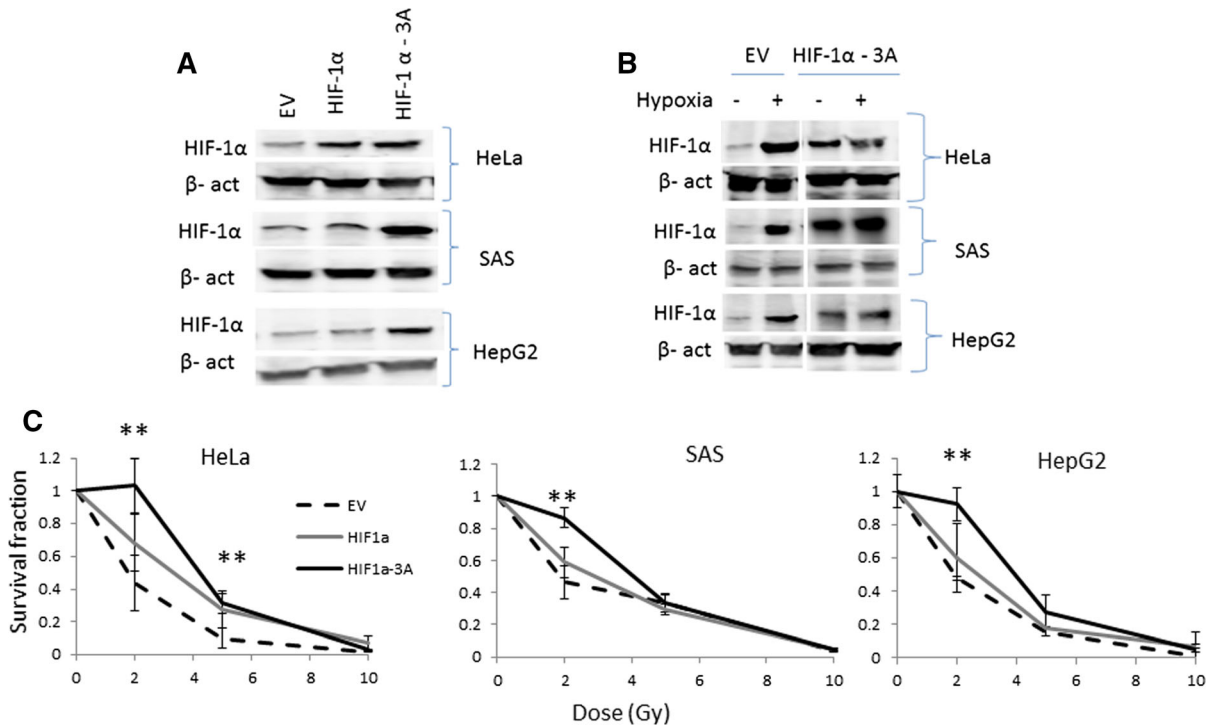 A
EV
HIF-1α
HIF-1 α - 3A
HIF-1α
β- act
HeLa
HIF-1α
β- act
SAS
HIF-1α
β- act
HepG2
B
EV HIF-1α - 3A
Hypoxia - + - +
HIF-1α
β- act
HeLa
HIF-1α
β- act
SAS
HIF-1α
β- act
HepG2
C
Survival fraction
HeLa
**
**
1.2
1
0.8
0.6
0.4
0.2
0
0 2 4 6 8 10
EV
HIF1a
HIF1a-3A
SAS
**
1.2
1
0.8
0.6
0.4
0.2
0
0 2 4 6 8 10
HepG2
**
1.2
1
0.8
0.6
0.4
0.2
0
0 2 4 6 8 10
Dose (Gy)